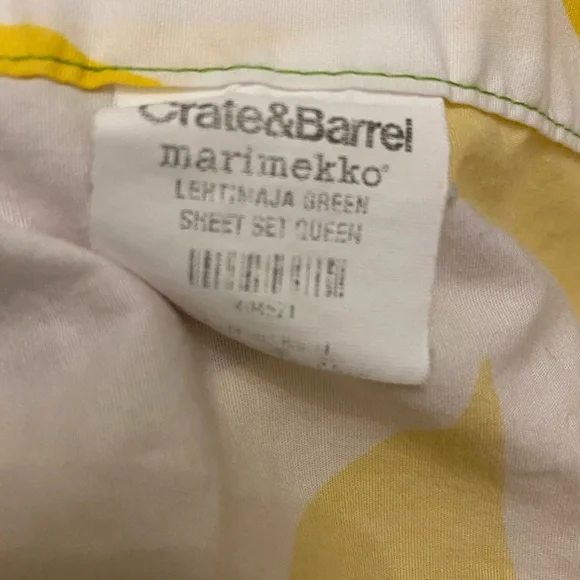 Crate&Barrel
marimekko®
LEHTIMAJA GREEN
SHEET SET QUEEN